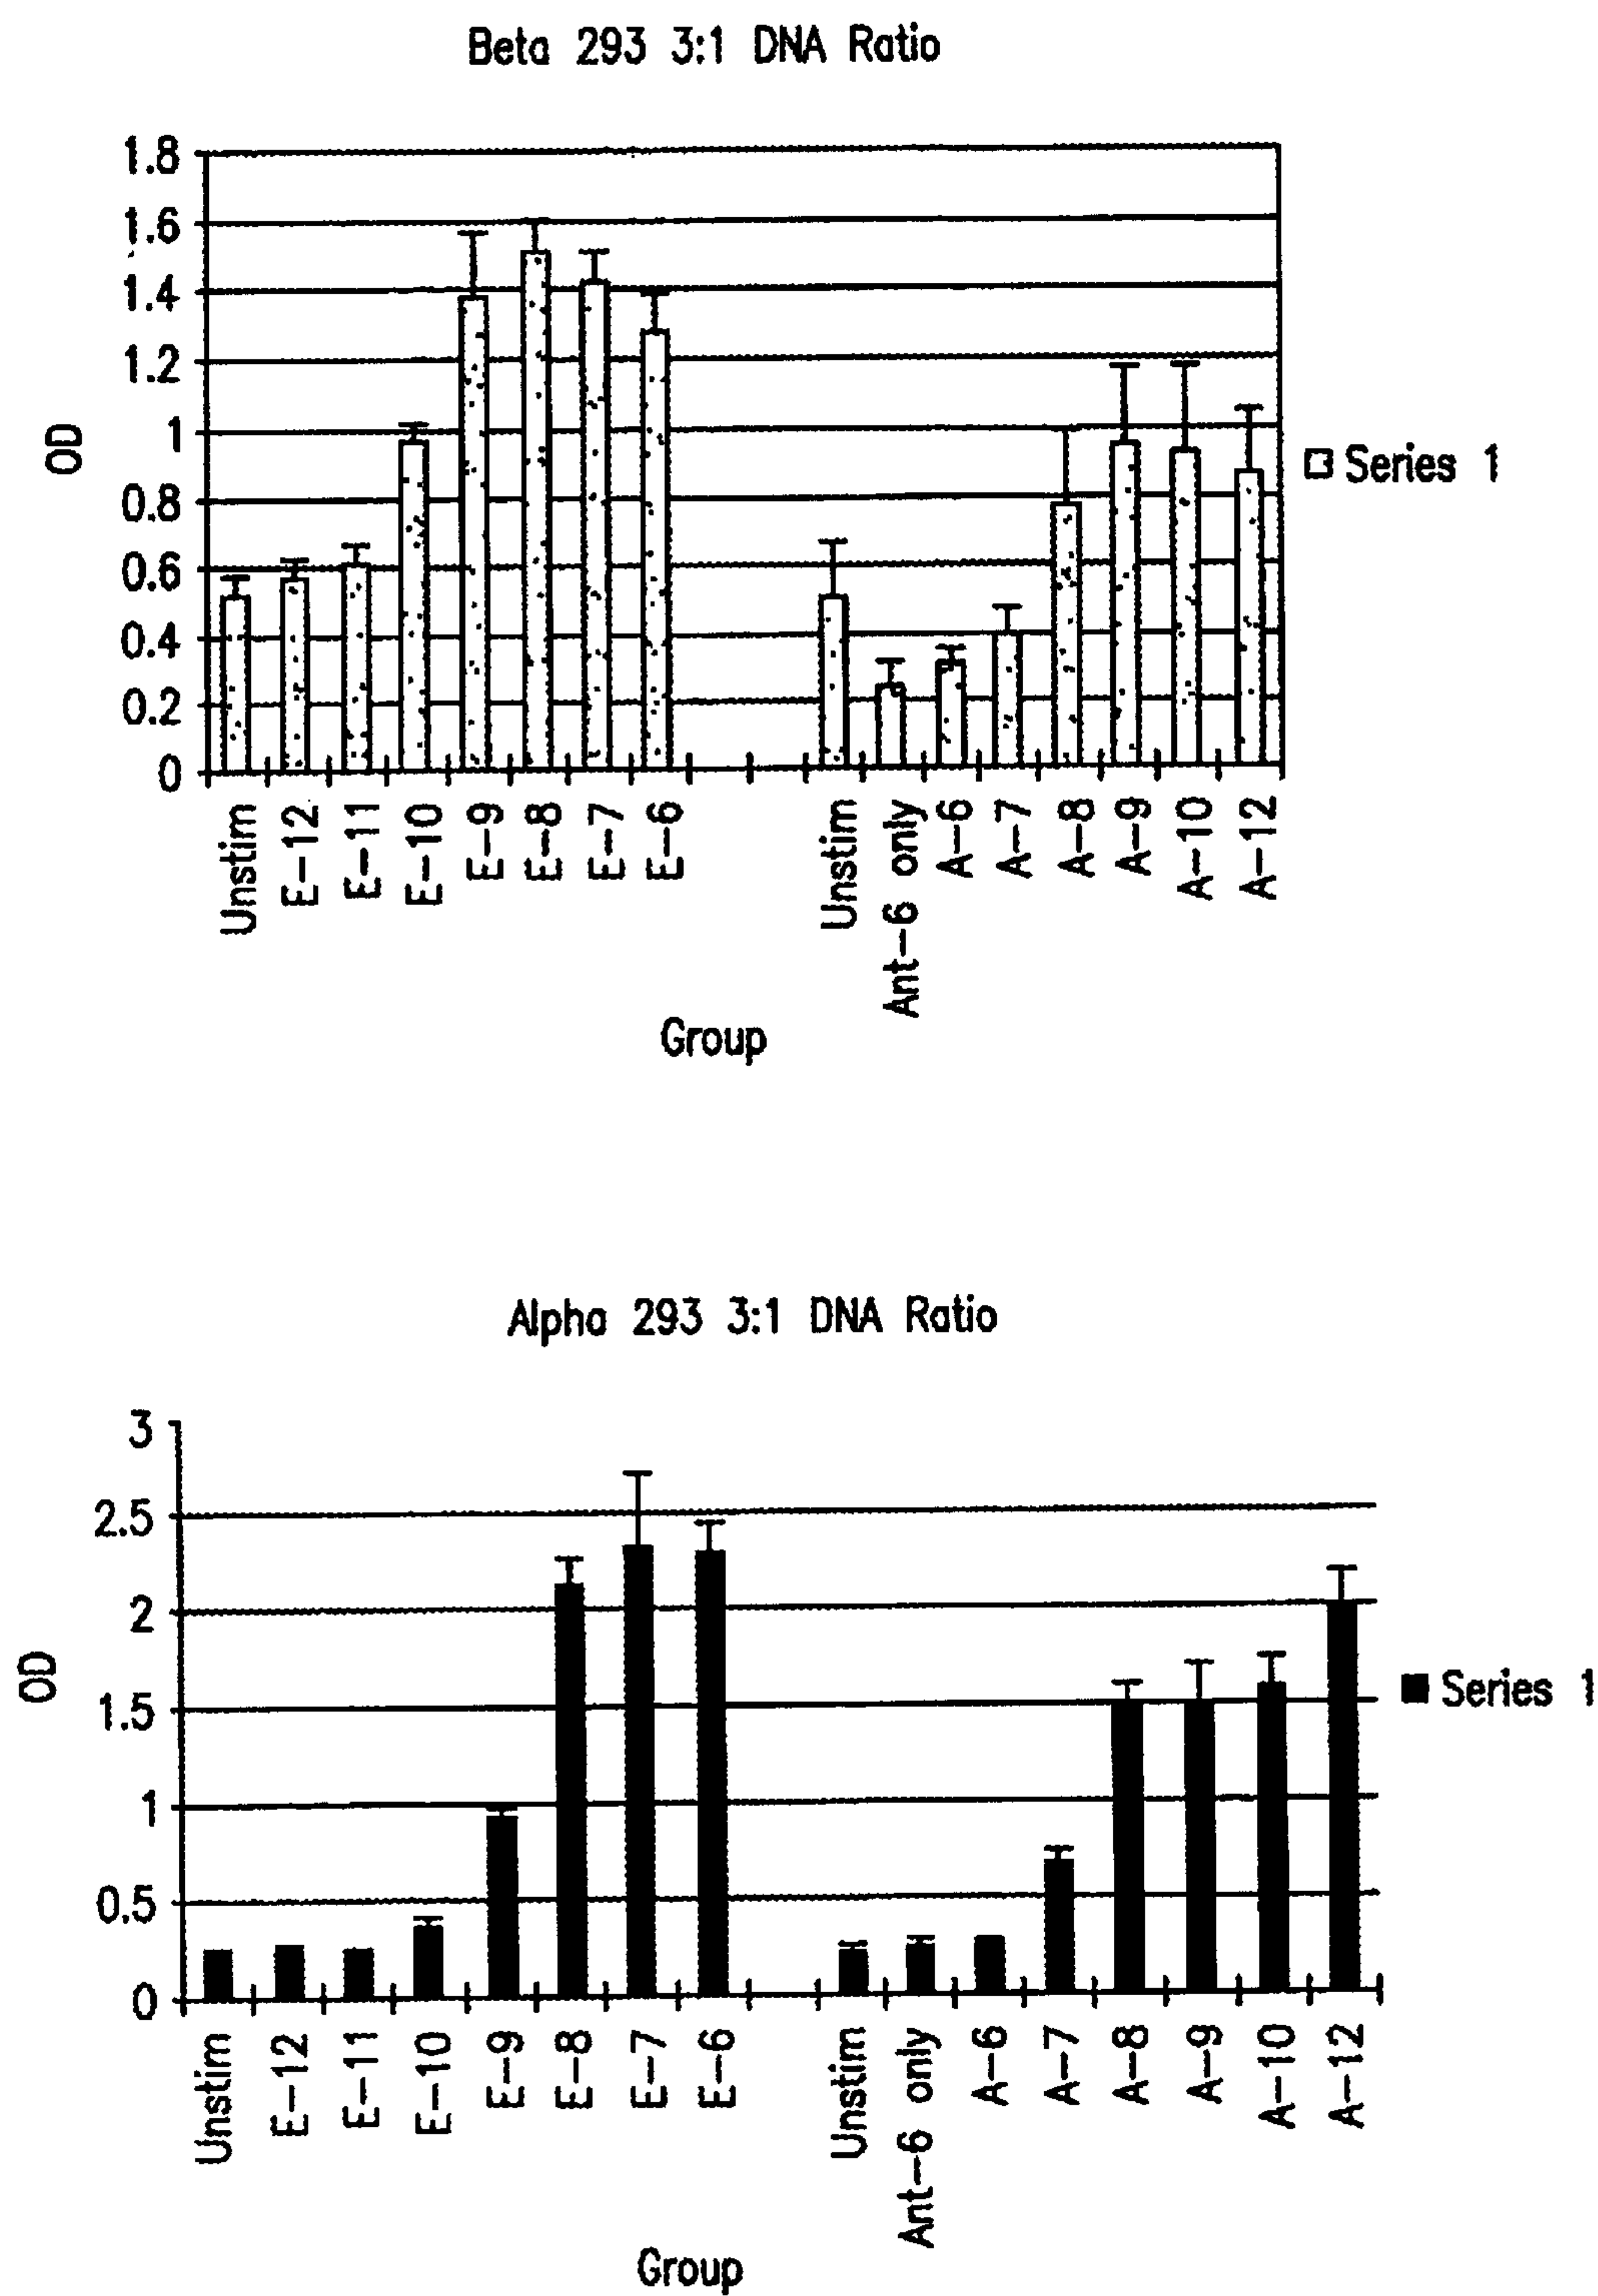 Beta 293 3:1 DNA Ratio
1.8
1.6
1.4
1.2
1
0.8
0.6
0.4
0.2
0
OD
Series 1
Unstim
E-12
E-11
E-10
E-9
E-8
E-7
E-6
Unstim
Ant-6 only
A-6
A-7
A-8
A-9
A-10
A-12
Group
Alpha 293 3:1 DNA Ratio
3
2.5
2
1.5
1
0.5
0
OD
Series 1
Unstim
E-12
E-11
E-10
E-9
E-8
E-7
E-6
Unstim
Ant-6 only
A-6
A-7
A-8
A-9
A-10
A-12
Group